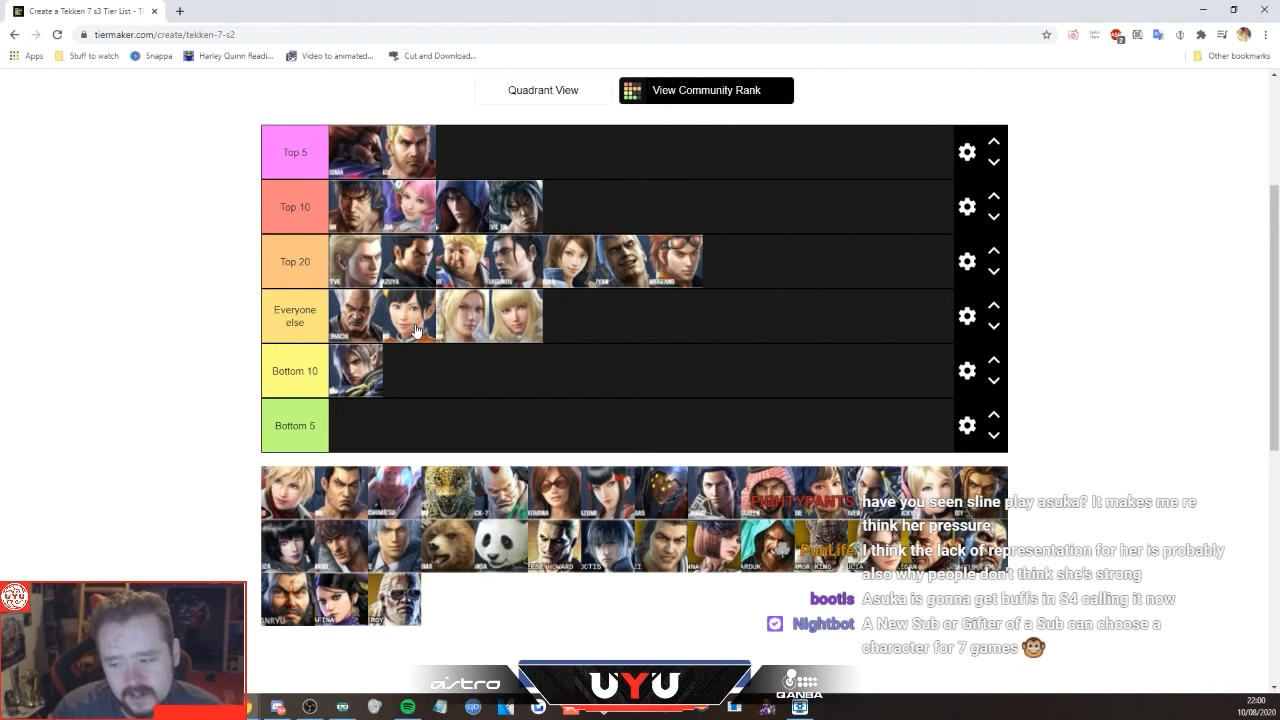 Create a Tekken 7 s3 Tier List - Ti
tiermaker.com/create/tekken-7-s2
Apps
Stuff to watch
Snappa
Harley Quinn Readi...
Video to animated...
Cut and Download...
Other bookmarks
Quadrant View
View Community Rank
Top 5
Top 10
Top 20
Everyone
else
Bottom 10
Bottom 5
EIGHTYPANTS have you seen sline play asuka? It makes me re
think her pressure
PunLife I think the lack of representation for her is probably
also why people don't think she's strong
bootis Asuka is gonna get buffs in S4 calling it now
Nightbot A New Sub or Gifter of a Sub can choose a
character for 7 games
UYU
astro
UYU
QANBA
22:00
10/08/2020